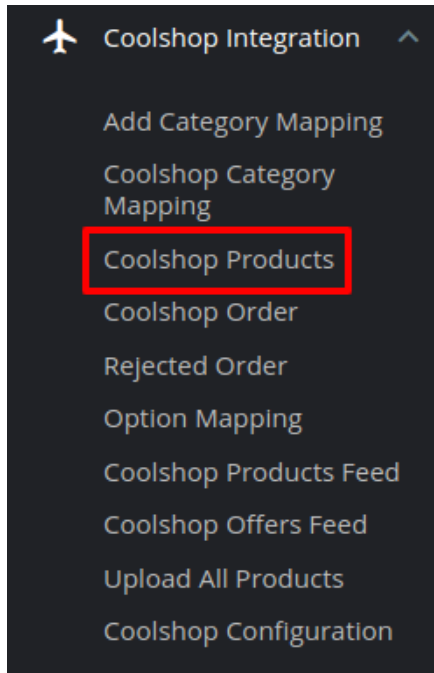 Coolshop Integration
Add Category Mapping
Coolshop Category
Mapping
Coolshop Products
Coolshop Order
Rejected Order
Option Mapping
Coolshop Products Feed
Coolshop Offers Feed
Upload All Products
Coolshop Configuration